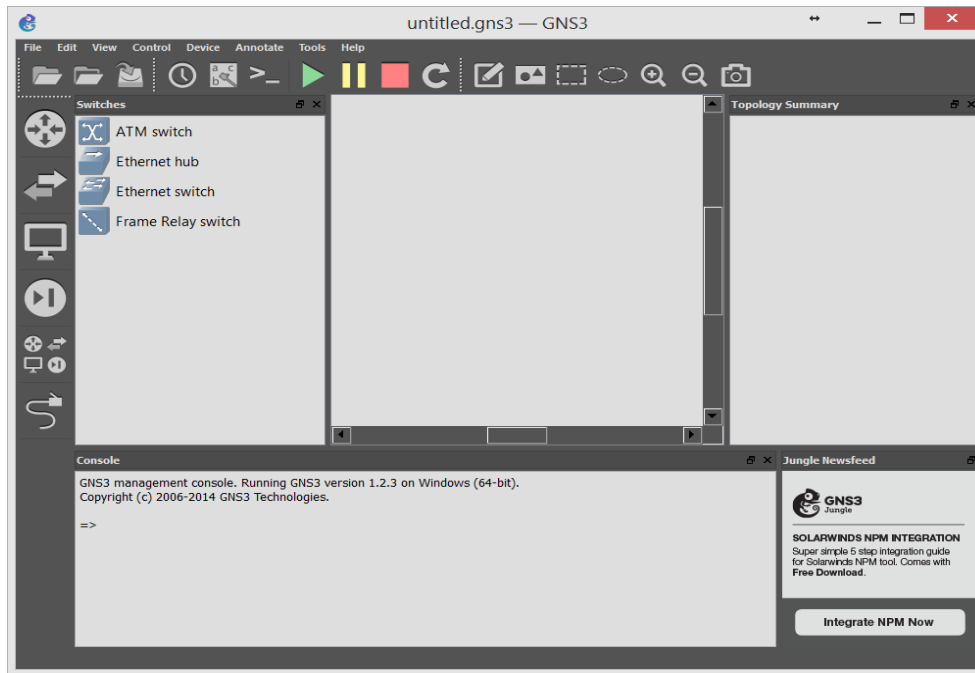 untitled.gns3 — GNS3
File Edit View Control Device Annotate Tools Help
a c
b
>_
Switches
Topology Summary
ATM switch
Ethernet hub
Ethernet switch
Frame Relay switch
Console
Jungle Newsfeed
GNS3 management console. Running GNS3 version 1.2.3 on Windows (64-bit).
Copyright (c) 2006-2014 GNS3 Technologies.
=>
GNS3
Jungle
SOLARWINDS NPM INTEGRATION
Super simple 5 step integration guide
for Solarwinds NPM tool. Comes with
Free Download.
Integrate NPM Now